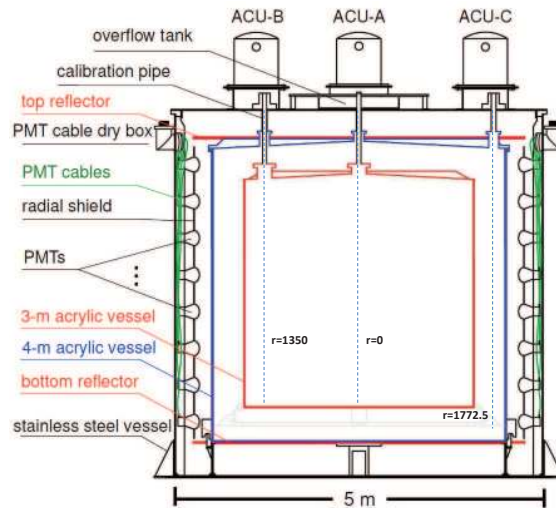 ACU-B
ACU-A
ACU-C
overflow tank
calibration pipe
top reflector
PMT cable dry box
PMT cables
radial shield
PMTs
3-m acrylic vessel
r=1350
r=0
4-m acrylic vessel
bottom reflector
r=1772.5
stainless steel vessel
5 m